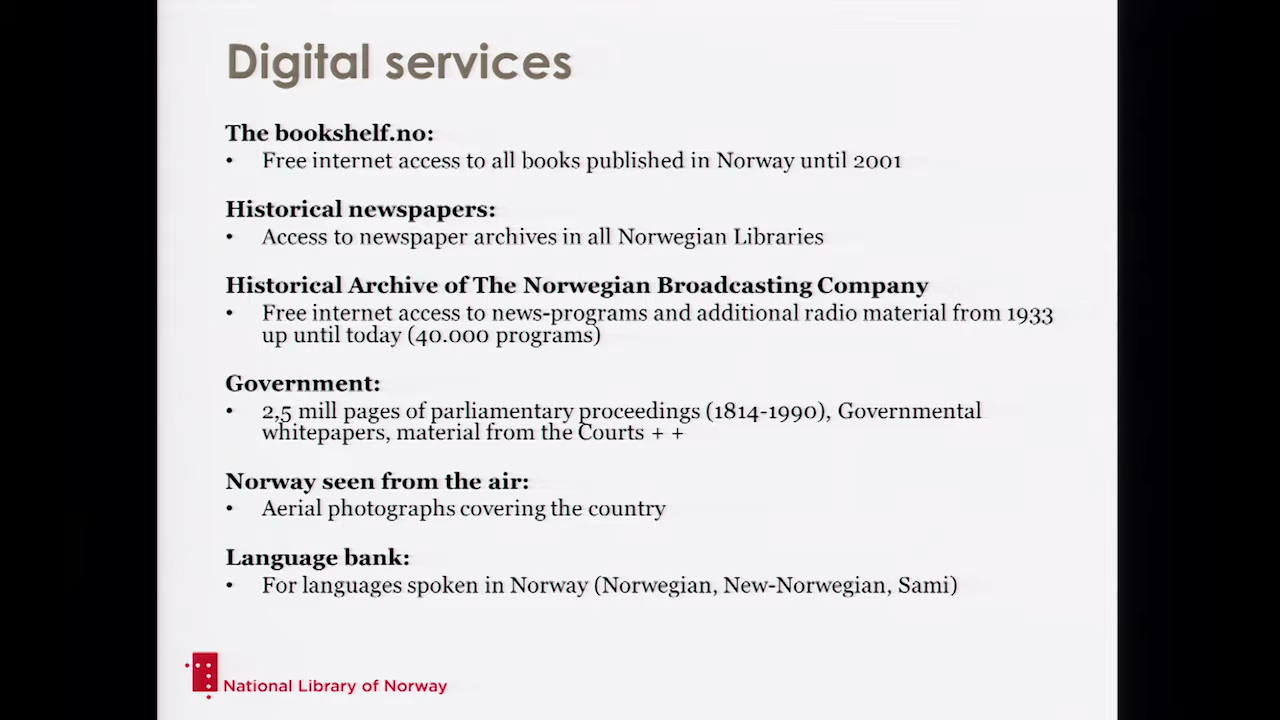 Digital services
The bookshelf.no:
• Free internet access to all books published in Norway until 2001
Historical newspapers:
• Access to newspaper archives in all Norwegian Libraries
Historical Archive of The Norwegian Broadcasting Company
• Free internet access to news-programs and additional radio material from 1933
up until today (40.000 programs)
Government:
• 2,5 mill pages of parliamentary proceedings (1814-1990), Governmental
whitepapers, material from the Courts + +
Norway seen from the air:
• Aerial photographs covering the country
Language bank:
• For languages spoken in Norway (Norwegian, New-Norwegian, Sami)
National Library of Norway